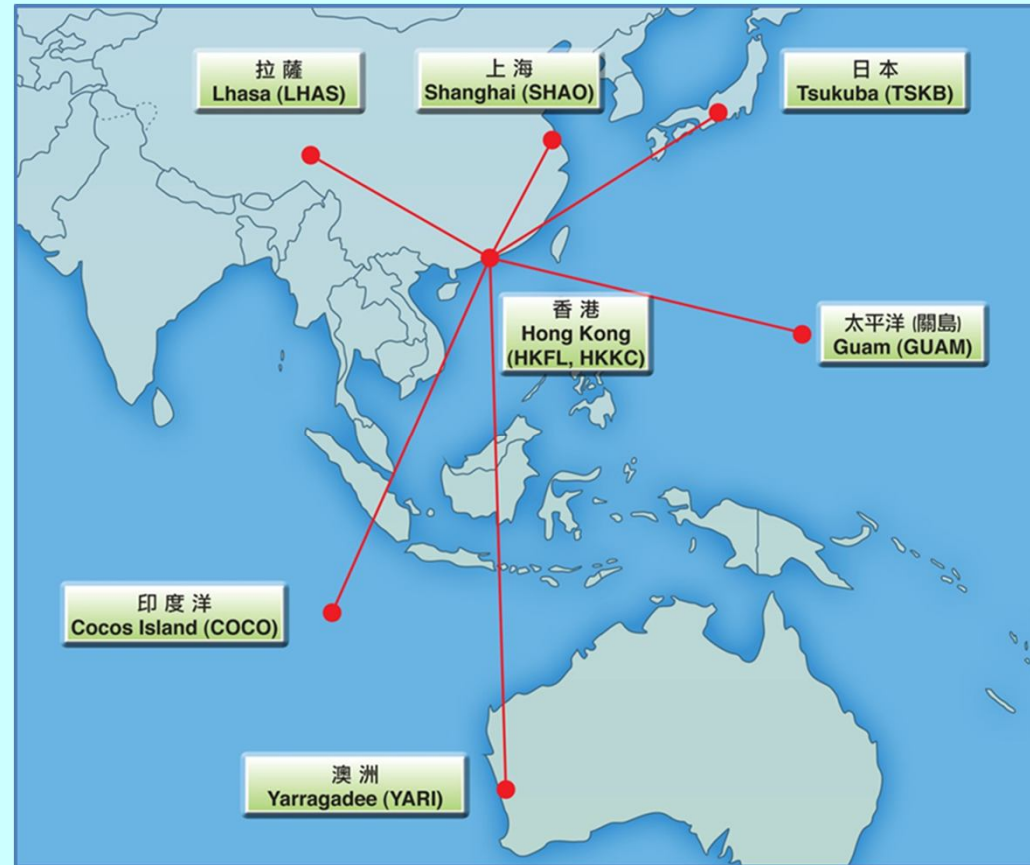 拉薩
Lhasa (LHAS)
上海
Shanghai (SHAO)
日本
Tsukuba (TSKB)
香港
Hong Kong
(HKFL, HKKC)
太平洋 (關島)
Guam (GUAM)
印度洋
Cocos Island (COCO)
澳洲
Yarragadee (YARI)